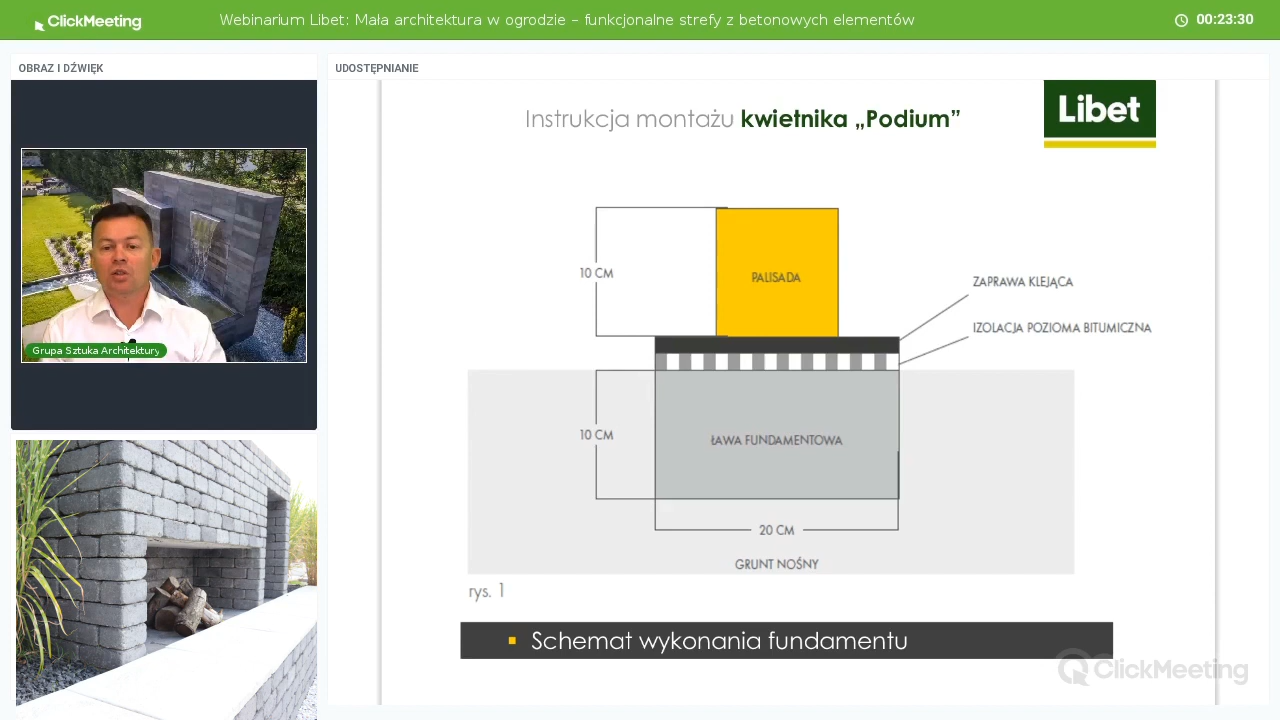 ClickMeeting
Webinarium Libet: Mała architektura w ogrodzie – funkcjonalne strefy z betonowych elementów
00:23:30
OBRAZ I DŹWIĘK
UDOSTĘPNIANIE
Instrukcja montażu kwietnika „Podium”
Libet
10 CM
PALISADA
ZAPRAWA KLEJĄCA
IZOLACJA POZIOMA BITUMICZNA
Grupa Sztuka Architektury
10 CM
ŁAWA FUNDAMENTOWA
20 CM
GRUNT NOŚNY
rys. 1
Schemat wykonania fundamentu
ClickMeeting